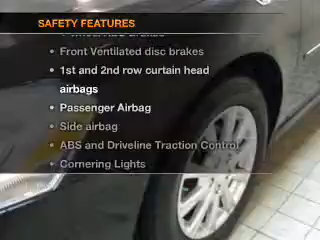 SAFETY FEATURES
• Front Ventilated disc brakes
• 1st and 2nd row curtain head
airbags
• Passenger Airbag
• Side airbag
• ABS and Driveline Traction Control
• Cornering Lights